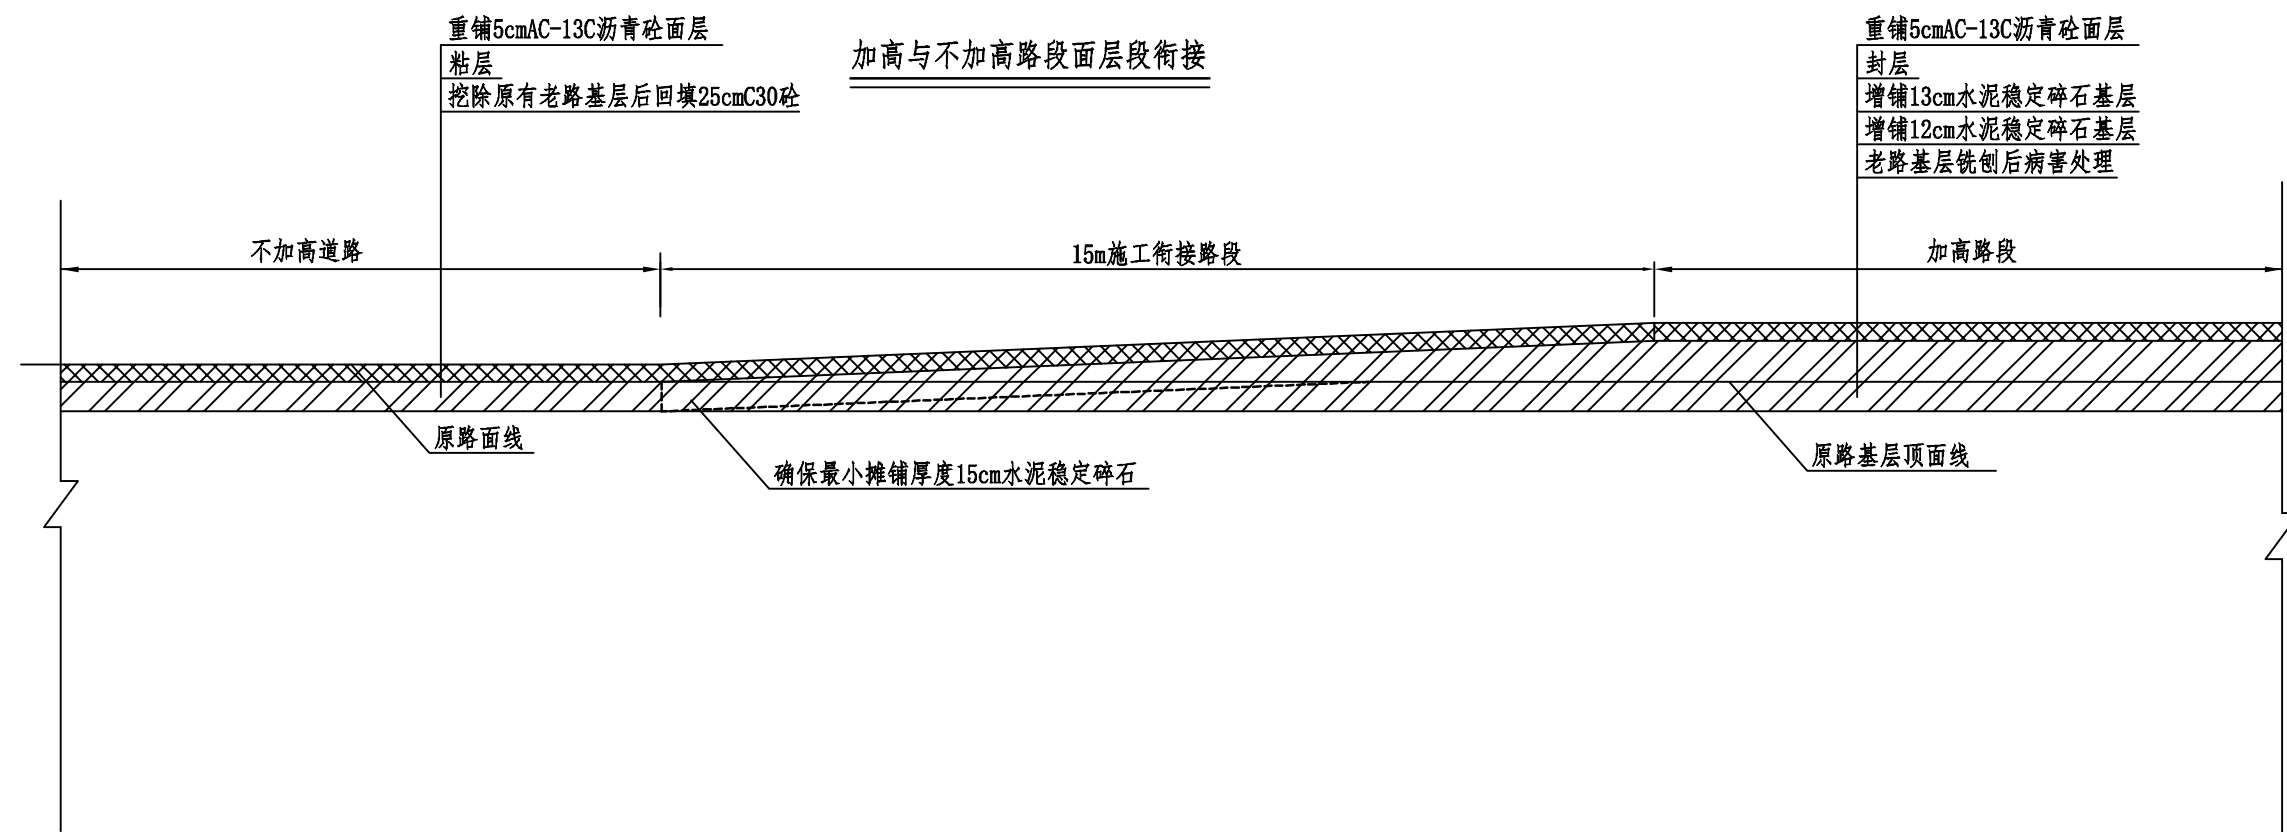 重铺5cmAC-13C沥青砼面层
粘层
挖除原有老路基层后回填25cmC30砼
加高与不加高路段面层段衔接
重铺5cmAC-13C沥青砼面层
封层
增铺13cm水泥稳定碎石基层
增铺12cm水泥稳定碎石基层
老路基层铣刨后病害处理
不加高道路
15m施工衔接路段
加高路段
原路面线
确保最小摊铺厚度15cm水泥稳定碎石
原路基层顶面线